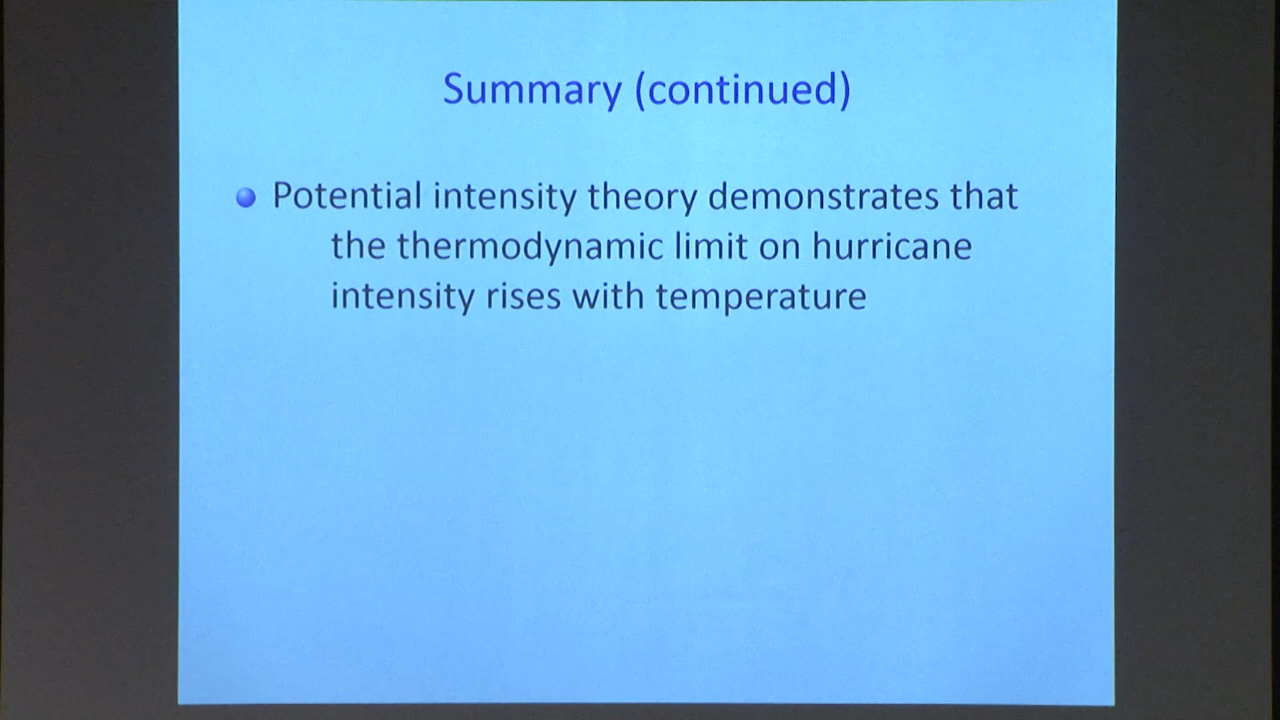 Summary (continued)
Potential intensity theory demonstrates that
the thermodynamic limit on hurricane
intensity rises with temperature